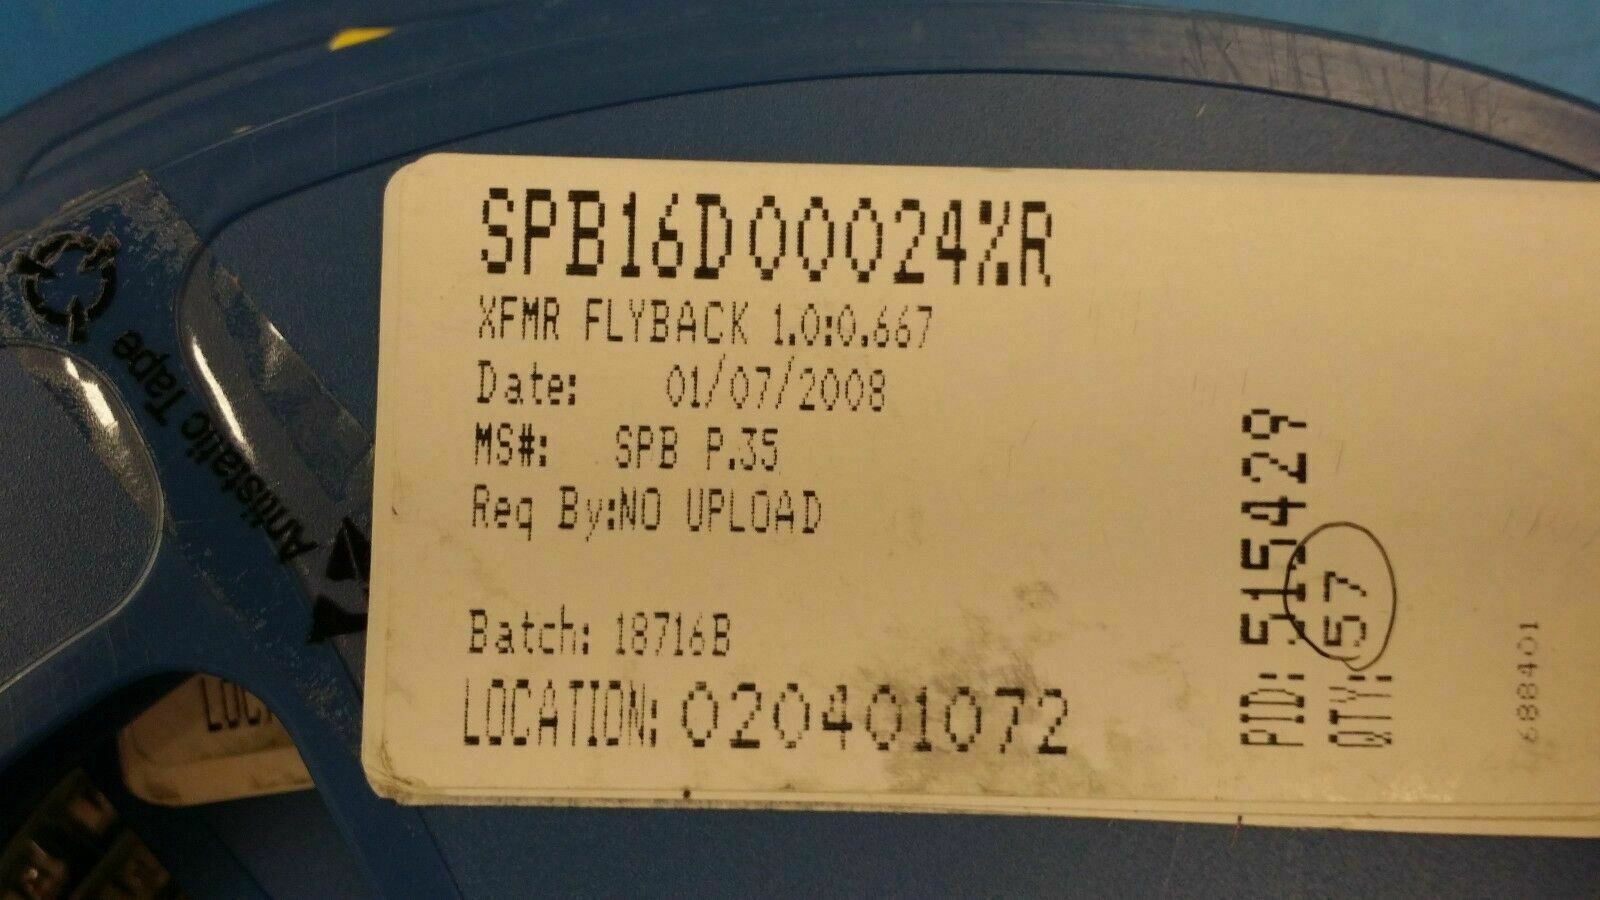 SPB16D00024%R
XFMR FLYBACK 1.0:0.667
Date: 01/07/2008
MS#: SPB P.35
Req By:NO UPLOAD
Batch: 18716B
LOCATION: 020401072
PID: 515429
QTY: 57
688401
Antistatic Tape